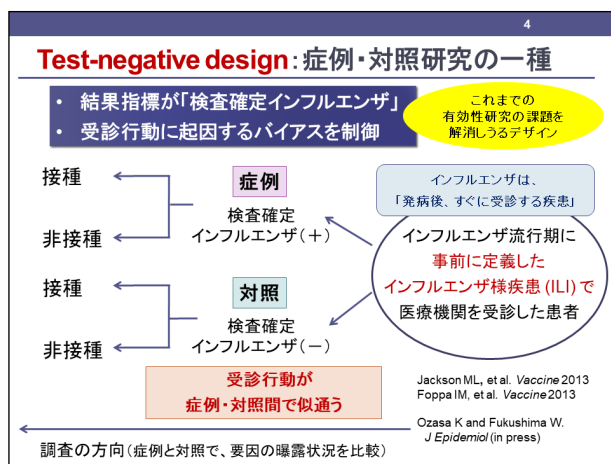 4
Test-negative design：症例・対照研究の一種
• 結果指標が「検査確定インフルエンザ」
• 受診行動に起因するバイアスを制御
これまでの
有効性研究の課題を
解消しうるデザイン
接種
非接種
症例
検査確定
インフルエンザ（＋）
接種
非接種
対照
検査確定
インフルエンザ（－）
インフルエンザは、
「発病後、すぐに受診する疾患」
インフルエンザ流行期に
事前に定義した
インフルエンザ様疾患 (ILI) で
医療機関を受診した患者
受診行動が
症例・対照間で似通う
Jackson ML, et al. Vaccine 2013
Foppa IM, et al. Vaccine 2013
Ozasa K and Fukushima W.
J Epidemiol (in press)
調査の方向（症例と対照で、要因の曝露状況を比較）